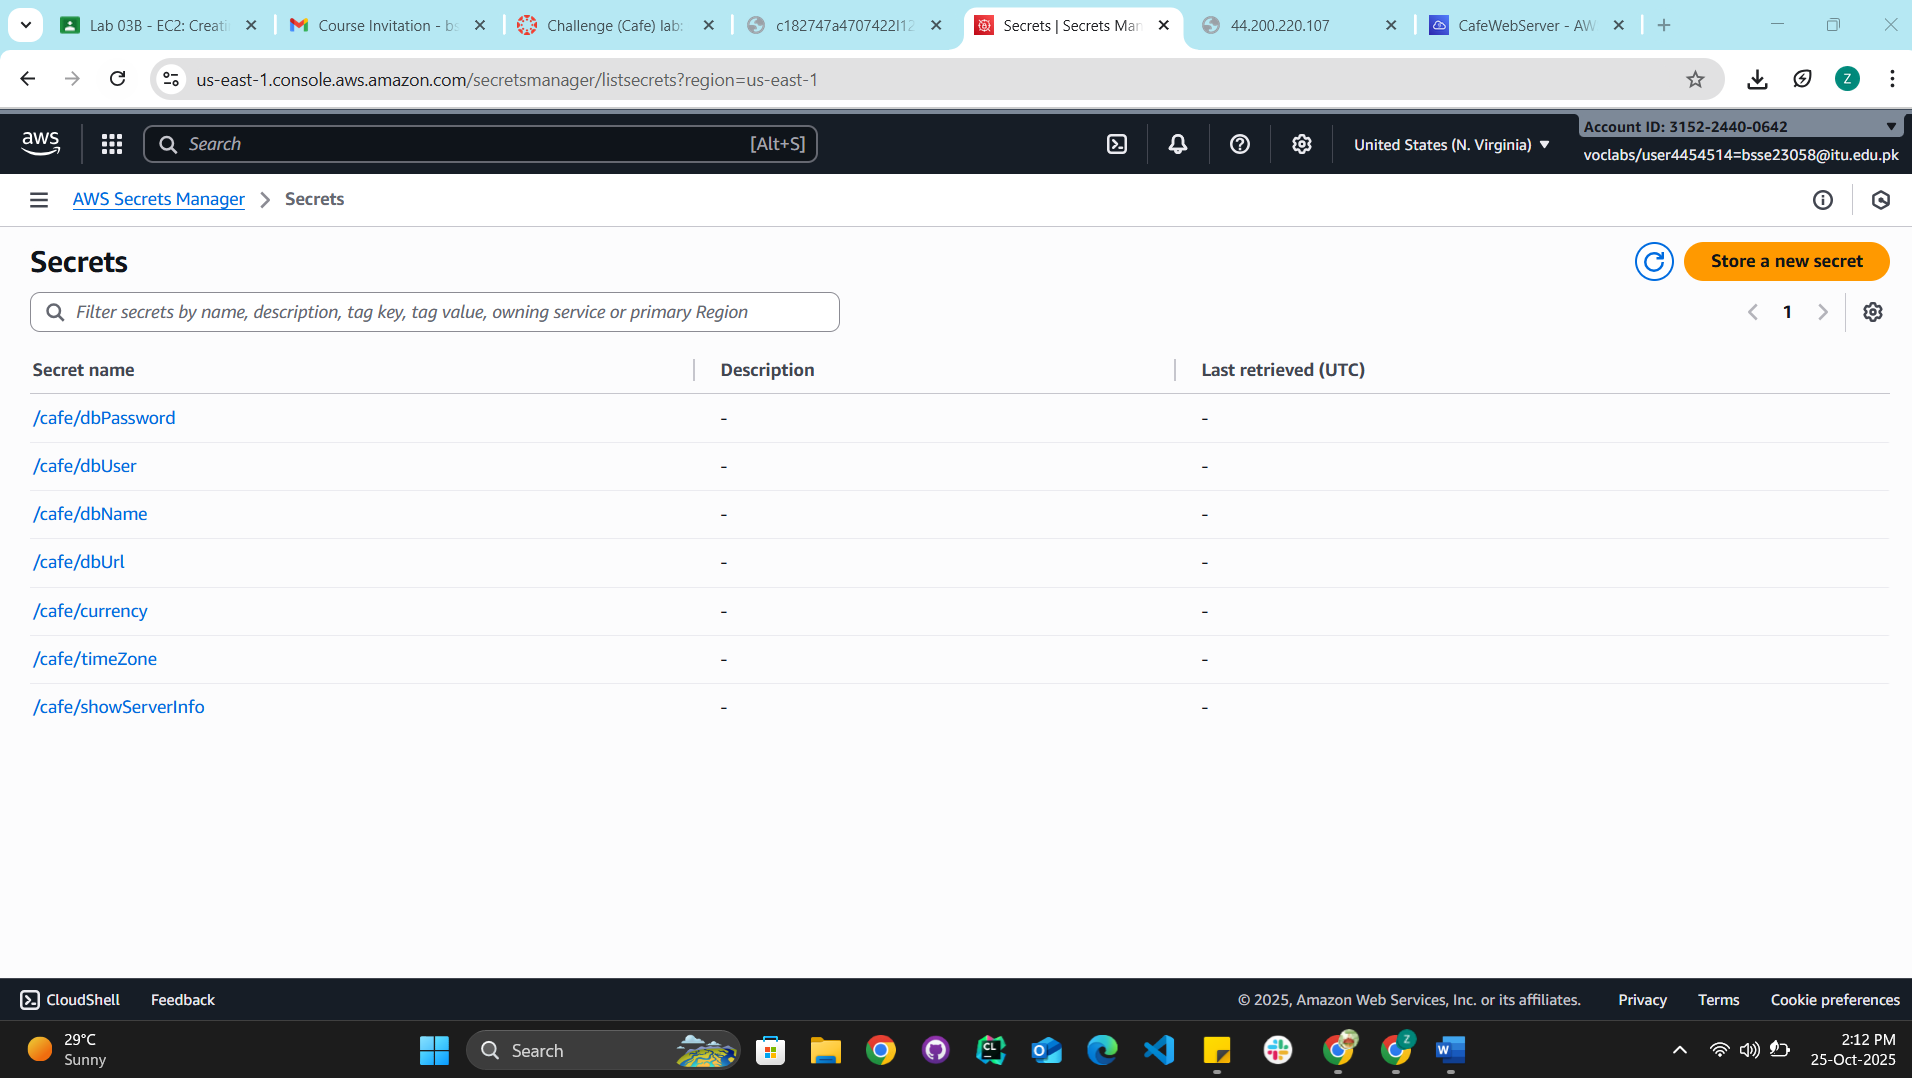 Lab 03B - EC2: Creati
Course Invitation - bs
Challenge (Cafe) lab:
c182747a4707422l12
Secrets | Secrets Man
44.200.220.107
CafeWebServer - AW
us-east-1.console.aws.amazon.com/secretsmanager/listsecrets?region=us-east-1
Z
aws
Search
[Alt+S]
United States (N. Virginia)
Account ID: 3152-2440-0642
voclabs/user4454514=bsse23058@itu.edu.pk
AWS Secrets Manager
Secrets
Secrets
Store a new secret
Filter secrets by name, description, tag key, tag value, owning service or primary Region
1
Secret name
Description
Last retrieved (UTC)
/cafe/dbPassword
-
-
/cafe/dbUser
-
-
/cafe/dbName
-
-
/cafe/dbUrl
-
-
/cafe/currency
-
-
/cafe/timeZone
-
-
/cafe/showServerInfo
-
-
CloudShell
Feedback
© 2025, Amazon Web Services, Inc. or its affiliates.
Privacy
Terms
Cookie preferences
29°C
Sunny
Search
CL
Z
W
2:12 PM
25-Oct-2025